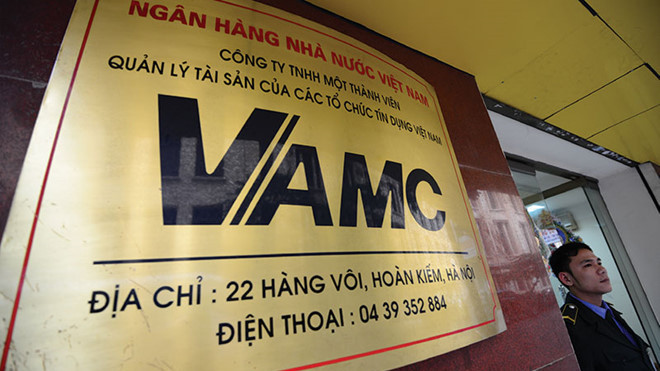 NGÂN HÀNG NHÀ NƯỚC VIỆT NAM
CÔNG TY TNHH MỘT THÀNH VIÊN
QUẢN LÝ TÀI SẢN CỦA CÁC TỔ CHỨC TÍN DỤNG VIỆT NAM
VAMC
ĐỊA CHỈ : 22 HÀNG VÔI, HOÀN KIẾM, HÀ NỘI
ĐIỆN THOẠI : 04 39 352 884